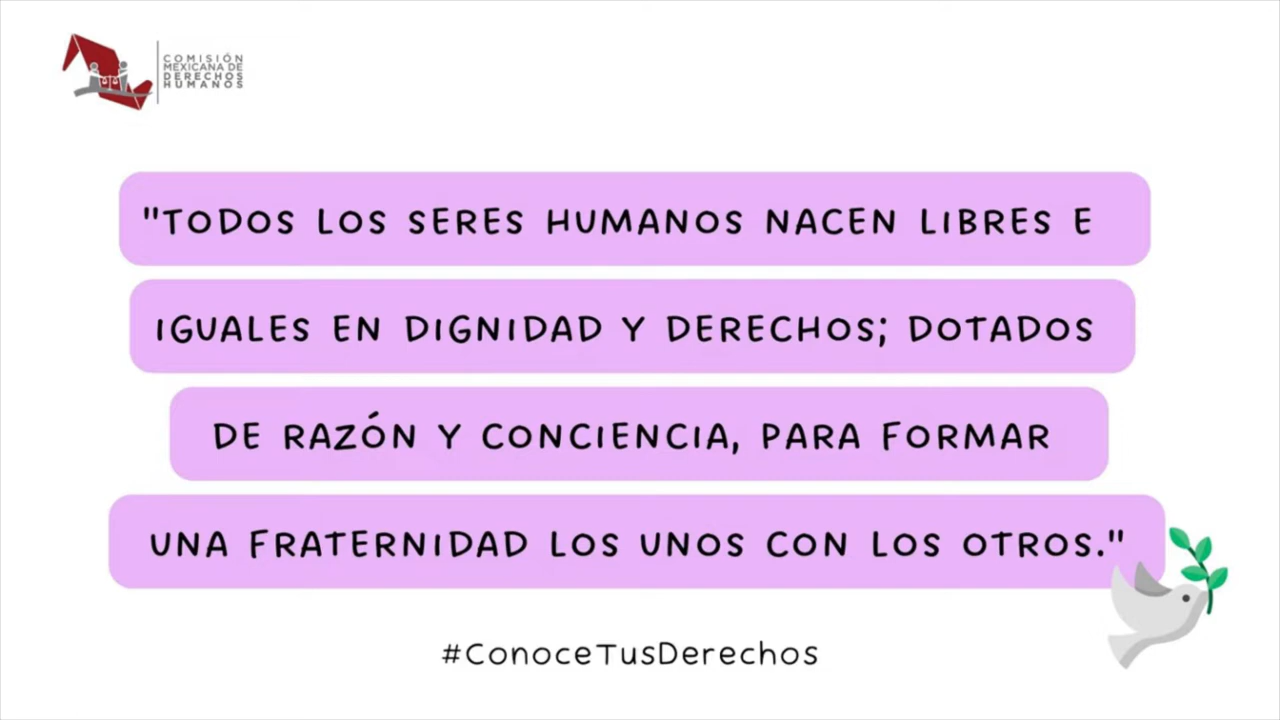 COMISIÓN
MEXICANA DE
DERECHOS
HUMANOS
"TODOS LOS SERES HUMANOS NACEN LIBRES E
IGUALES EN DIGNIDAD Y DERECHOS; DOTADOS
DE RAZÓN Y CONCIENCIA, PARA FORMAR
UNA FRATERNIDAD LOS UNOS CON LOS OTROS."
#ConoceTusDerechos